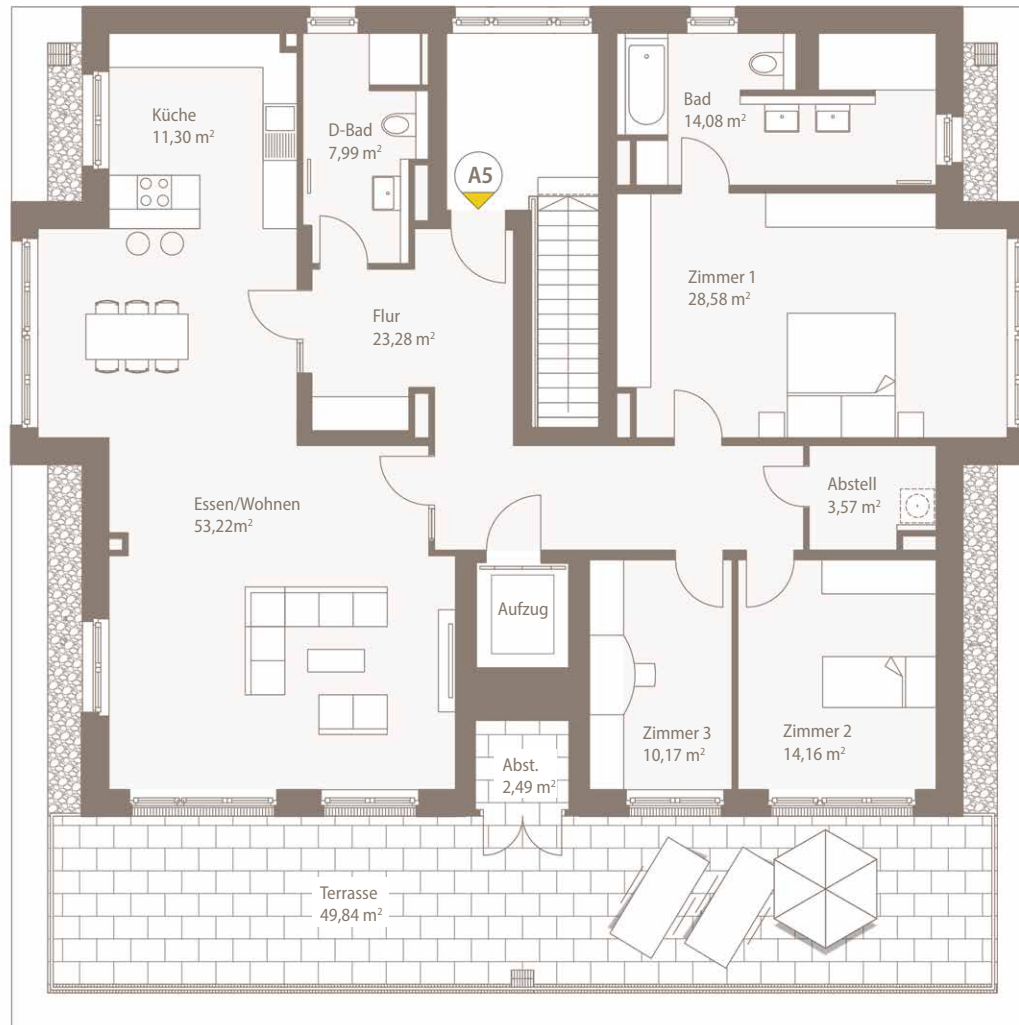 Küche
11,30 m²
D-Bad
7,99 m²
A5
Bad
14,08 m²
Zimmer 1
28,58 m²
Flur
23,28 m²
Essen/Wohnen
53,22m²
Abstell
3,57 m²
Aufzug
Zimmer 3
10,17 m²
Zimmer 2
14,16 m²
Abst.
2,49 m²
Terrasse
49,84 m²